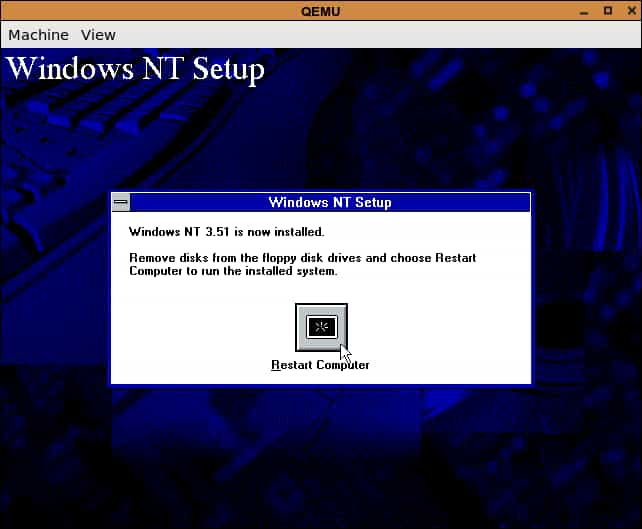 QEMU
Machine View
Windows NT Setup
Windows NT Setup
Windows NT 3.51 is now installed.
Remove disks from the floppy disk drives and choose Restart
Computer to run the installed system.
Restart Computer